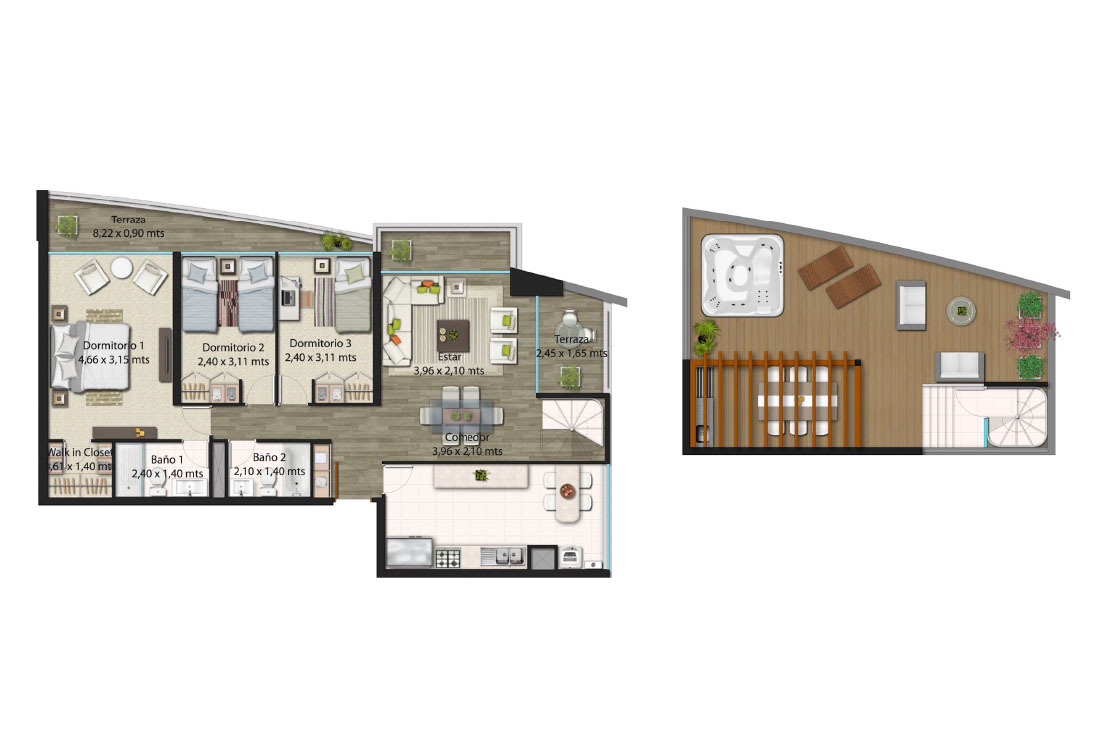 Terraza
8,22 x 0,90 mts
Dormitorio 1
4,66 x 3,15 mts
Dormitorio 2
2,40 x 3,11 mts
Dormitorio 3
2,40 x 3,11 mts
Estar
3,96 x 2,10 mts
Terraza
2,45 x 1,65 mts
Comedor
3,96 x 2,10 mts
Walk in Closet
,61 x 1,40 mt
Baño 1
2,40 x 1,40 mts
Baño 2
2,10 x 1,40 mts